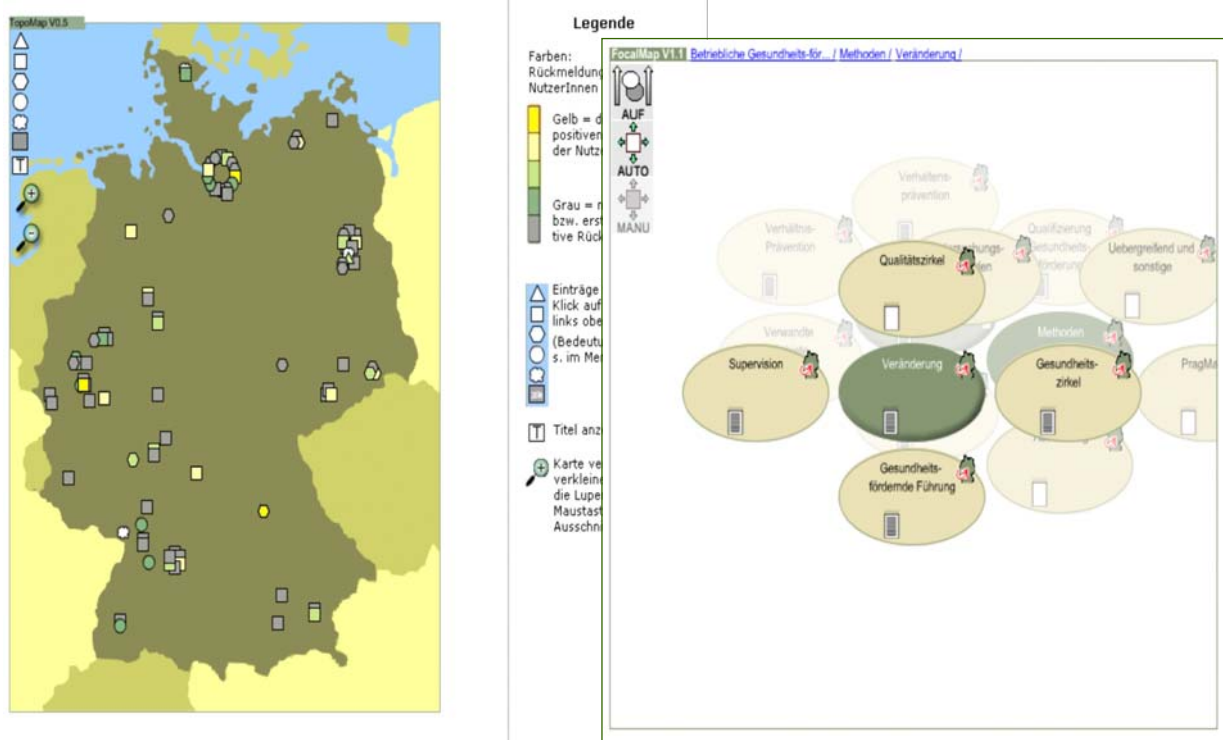 TopoMap V0.5
T
Legende
Farben:
Rückmeldung
NutzerInnen
Gelb = d
positiven
der Nutze
Grau = n
bzw. erst
tive Rück
Einträge
Klick auf
links obe
(Bedeutu
s. im Me
T Titel anz
Karte ve
verkleine
die Lupe
Maustast
Ausschn
FocalMap V1.1 Betriebliche Gesundheits-för... / Methoden / Veränderung /
AUF
AUTO
MANU
Verhaltens-
prävention
Verhältnis-
Prävention
Qualifizierung
Gesundheits-
förderung
Uebergreifend und
sonstige
Qualitätszirkel
Verwandte
Methoden
Supervision
Veränderung
Gesundheits-
zirkel
PragMa
Gesundheits-
fördernde Führung